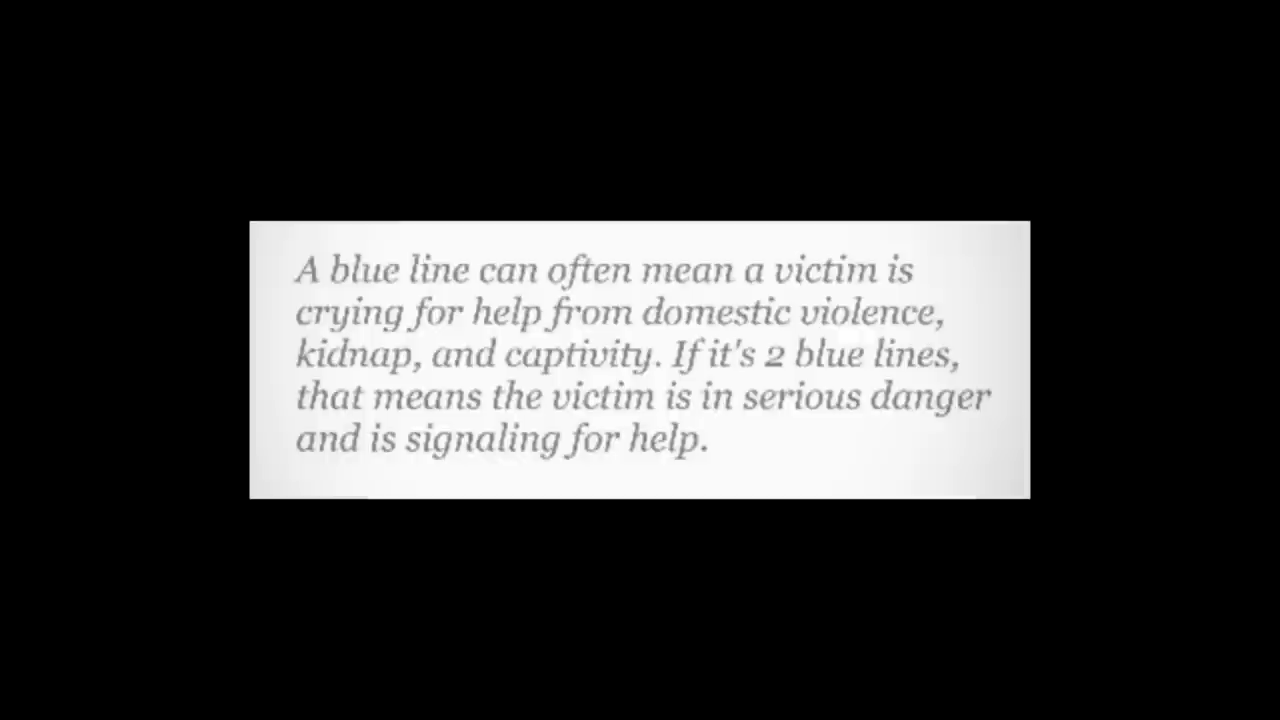 A blue line can often mean a victim is
crying for help from domestic violence,
kidnap, and captivity. If it's 2 blue lines,
that means the victim is in serious danger
and is signaling for help.